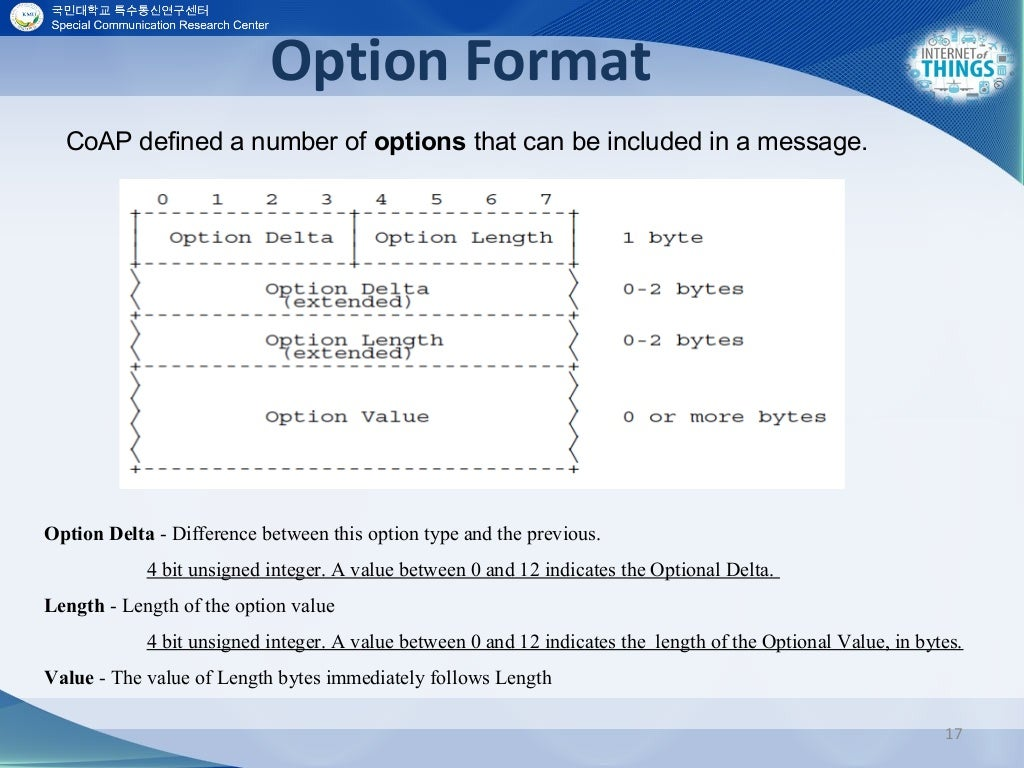 국민대학교 특수통신연구센터
Special Communication Research Center
KMU
INTERNET of
THINGS
Option Format
CoAP defined a number of options that can be included in a message.
0 1 2 3 4 5 6 7
Option Delta Option Length 1 byte
Option Delta 0-2 bytes
(extended)
Option Length 0-2 bytes
(extended)
Option Value 0 or more bytes
Option Delta - Difference between this option type and the previous.
4 bit unsigned integer. A value between 0 and 12 indicates the Optional Delta.
Length - Length of the option value
4 bit unsigned integer. A value between 0 and 12 indicates the length of the Optional Value, in bytes.
Value - The value of Length bytes immediately follows Length
17